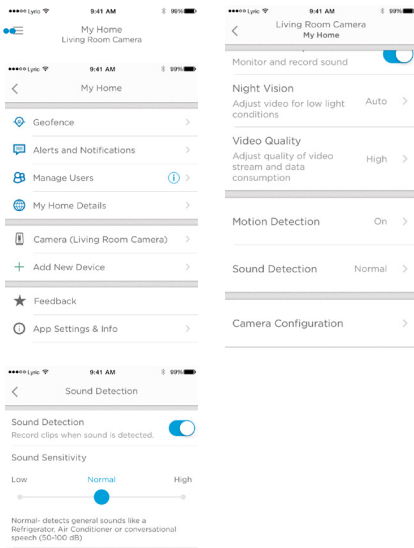 Lyric 9:41 AM 99%
My Home
Living Room Camera
Lyric 9:41 AM 99%
My Home
Geofence
Alerts and Notifications
Manage Users
My Home Details
Camera (Living Room Camera)
Add New Device
Feedback
App Settings & Info
Lyric 9:41 AM 99%
Sound Detection
Sound Detection
Record clips when sound is detected.
Sound Sensitivity
Low Normal High
Normal- detects general sounds like a
Refrigerator, Air Conditioner or conversational
speech (50-100 dB)
Lyric 9:41 AM 99%
Living Room Camera
My Home
Monitor and record sound
Night Vision
Adjust video for low light Auto
conditions
Video Quality
Adjust quality of video
stream and data High
consumption
Motion Detection On
Sound Detection Normal
Camera Configuration